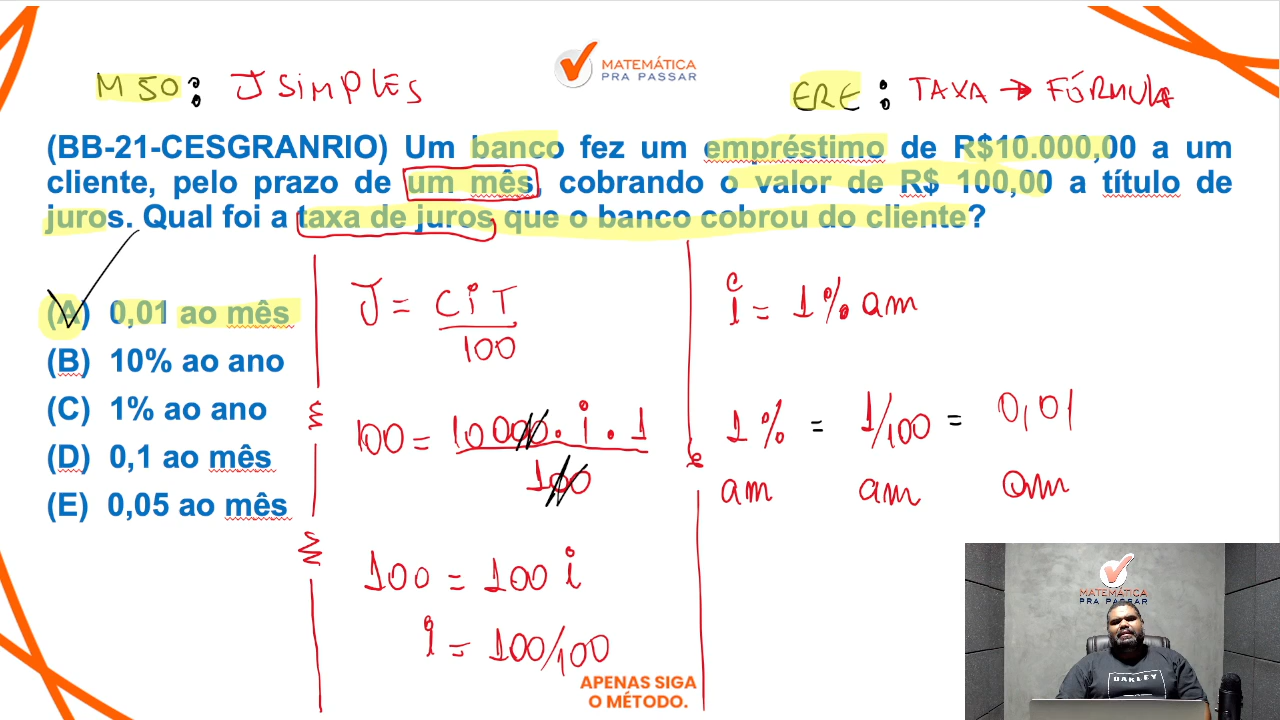 MATEMÁTICA
PRA PASSAR
M50: J SIMPLES
ERE: TAXA → FÓRMULA
(BB-21-CESGRANRIO) Um banco fez um empréstimo de R$10.000,00 a um
cliente, pelo prazo de um mês, cobrando o valor de R$ 100,00 a título de
juros. Qual foi a taxa de juros que o banco cobrou do cliente?
(A) 0,01 ao mês
(B) 10% ao ano
(C) 1% ao ano
(D) 0,1 ao mês
(E) 0,05 ao mês
J = CiT
100
100 = 10000 . i . 1
100
100 = 100 i
i = 100/100
i = 1% am
1% = 1/100 = 0,01
am am am
APENAS SIGA
O MÉTODO.
MATEMÁTICA
PRA PASSAR
OAKLEY